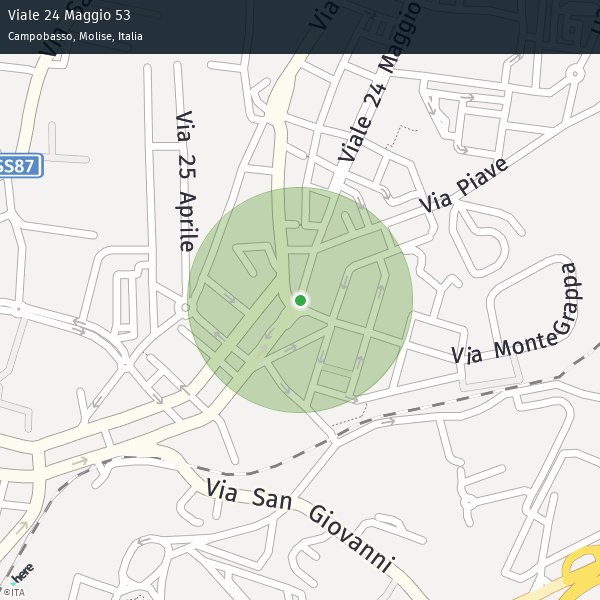 Viale 24 Maggio 53
Campobasso, Molise, Italia
Via
Viale 24 Maggio
Via 25 Aprile
SS87
Via Piave
Via MonteGrappa
Via San Giovanni
here
©ITA